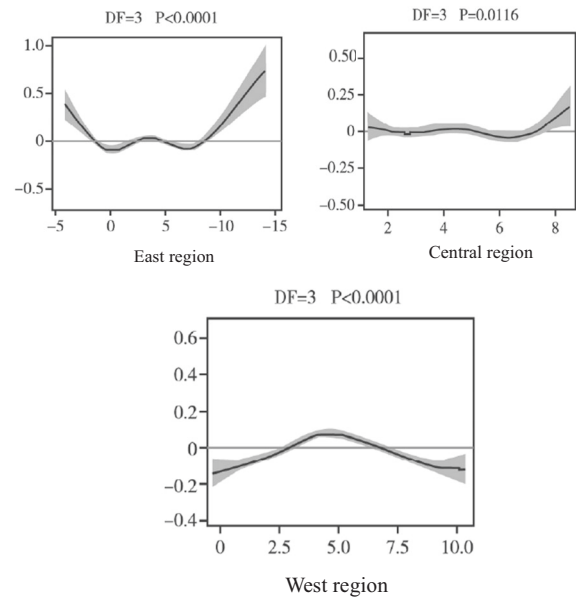 DF=3 P<0.0001
1.0
0.5
0
−0.5
−5 0 5 −10 −15
East region
DF=3 P=0.0116
0.50
0.25
0
−0.25
−0.50
2 4 6 8
Central region
DF=3 P<0.0001
0.6
0.4
0.2
0
−0.2
−0.4
0 2.5 5.0 7.5 10.0
West region